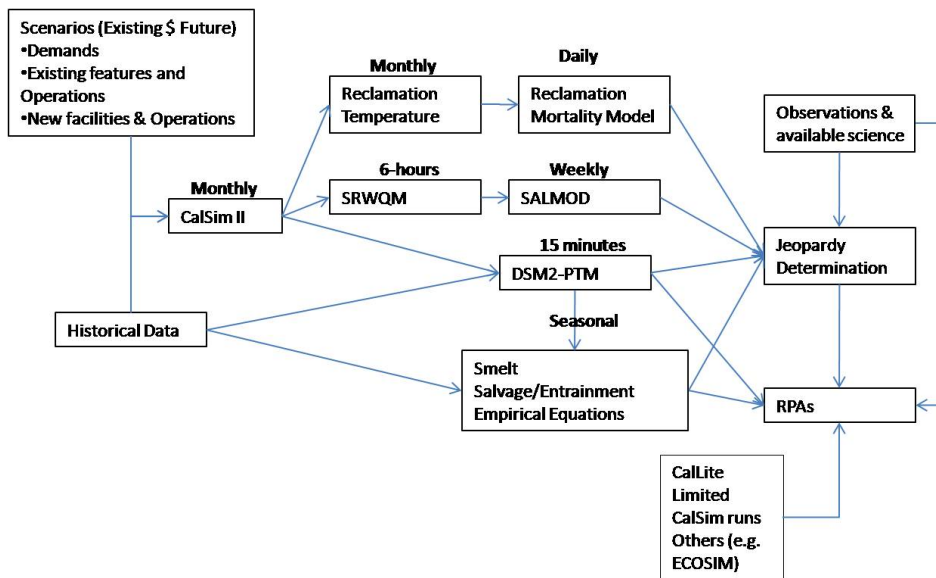 Scenarios (Existing $ Future)
•Demands
•Existing features and
Operations
•New facilities & Operations
Monthly
Reclamation
Temperature
Daily
Reclamation
Mortality Model
Observations &
available science
6-hours
SRWQM
Weekly
SALMOD
Monthly
CalSim II
15 minutes
DSM2-PTM
Jeopardy
Determination
Historical Data
Seasonal
Smelt
Salvage/Entrainment
Empirical Equations
RPAs
CalLite
Limited
CalSim runs
Others (e.g.
ECOSIM)